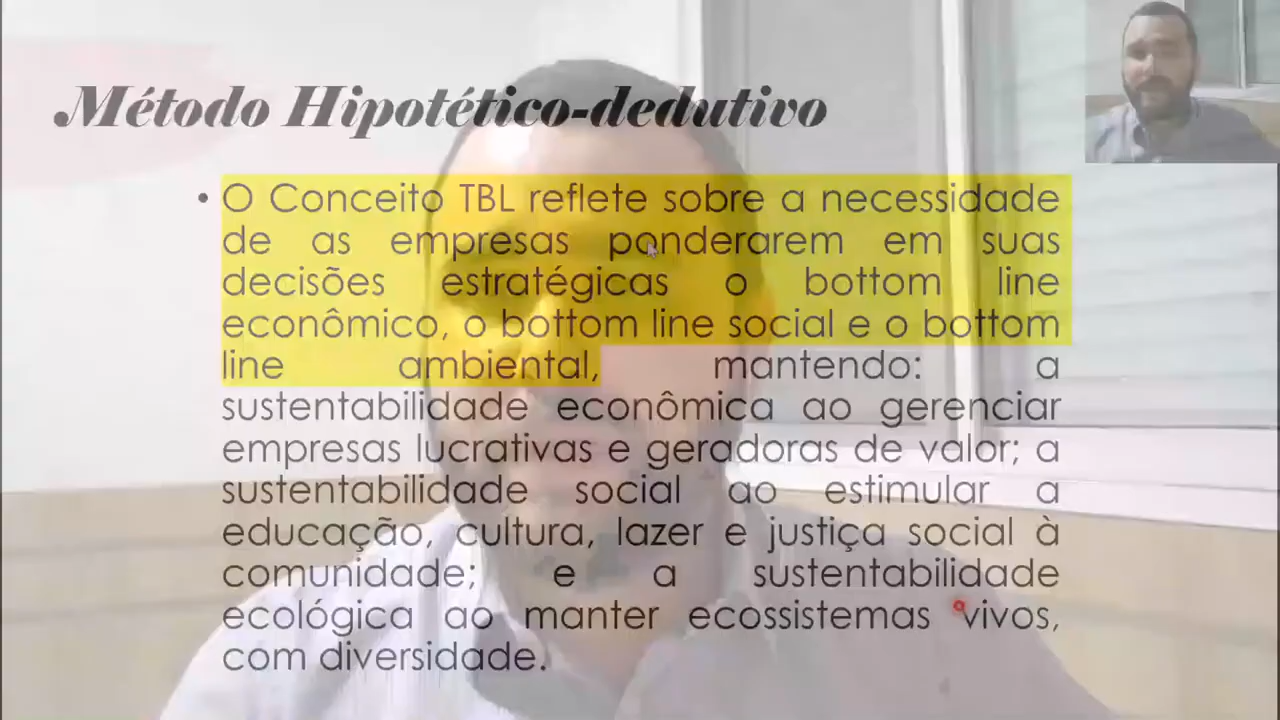 Método Hipotético-dedutivo
• O Conceito TBL reflete sobre a necessidade
de as empresas ponderarem em suas
decisões estratégicas o bottom line
econômico, o bottom line social e o bottom
line ambiental, mantendo: a
sustentabilidade econômica ao gerenciar
empresas lucrativas e geradoras de valor; a
sustentabilidade social ao estimular a
educação, cultura, lazer e justiça social à
comunidade; e a sustentabilidade
ecológica ao manter ecossistemas vivos,
com diversidade.